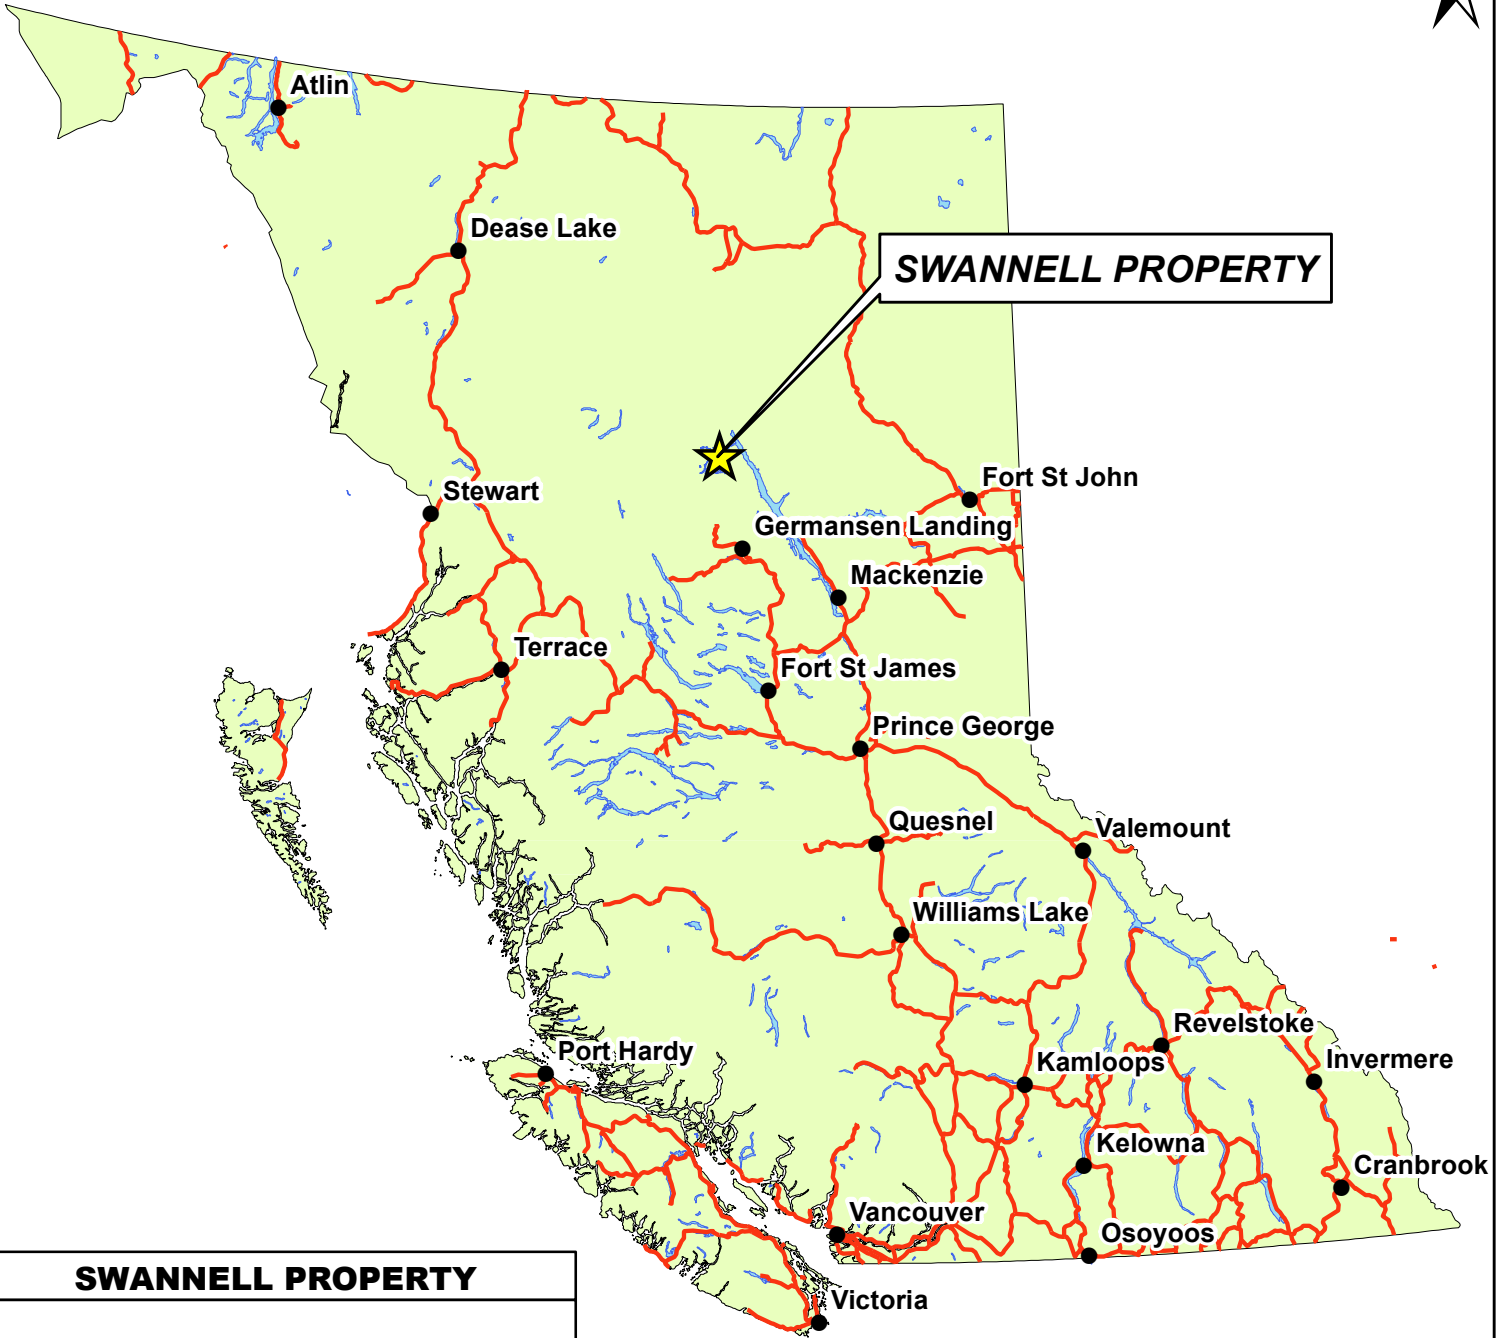 Atlin
Dease Lake
SWANNELL PROPERTY
Fort St John
Stewart
Germansen Landing
Mackenzie
Terrace
Fort St James
Prince George
Quesnel
Valemount
Williams Lake
Revelstoke
Port Hardy
Kamloops
Invermere
Kelowna
Cranbrook
Vancouver
Osoyoos
SWANNELL PROPERTY
Victoria